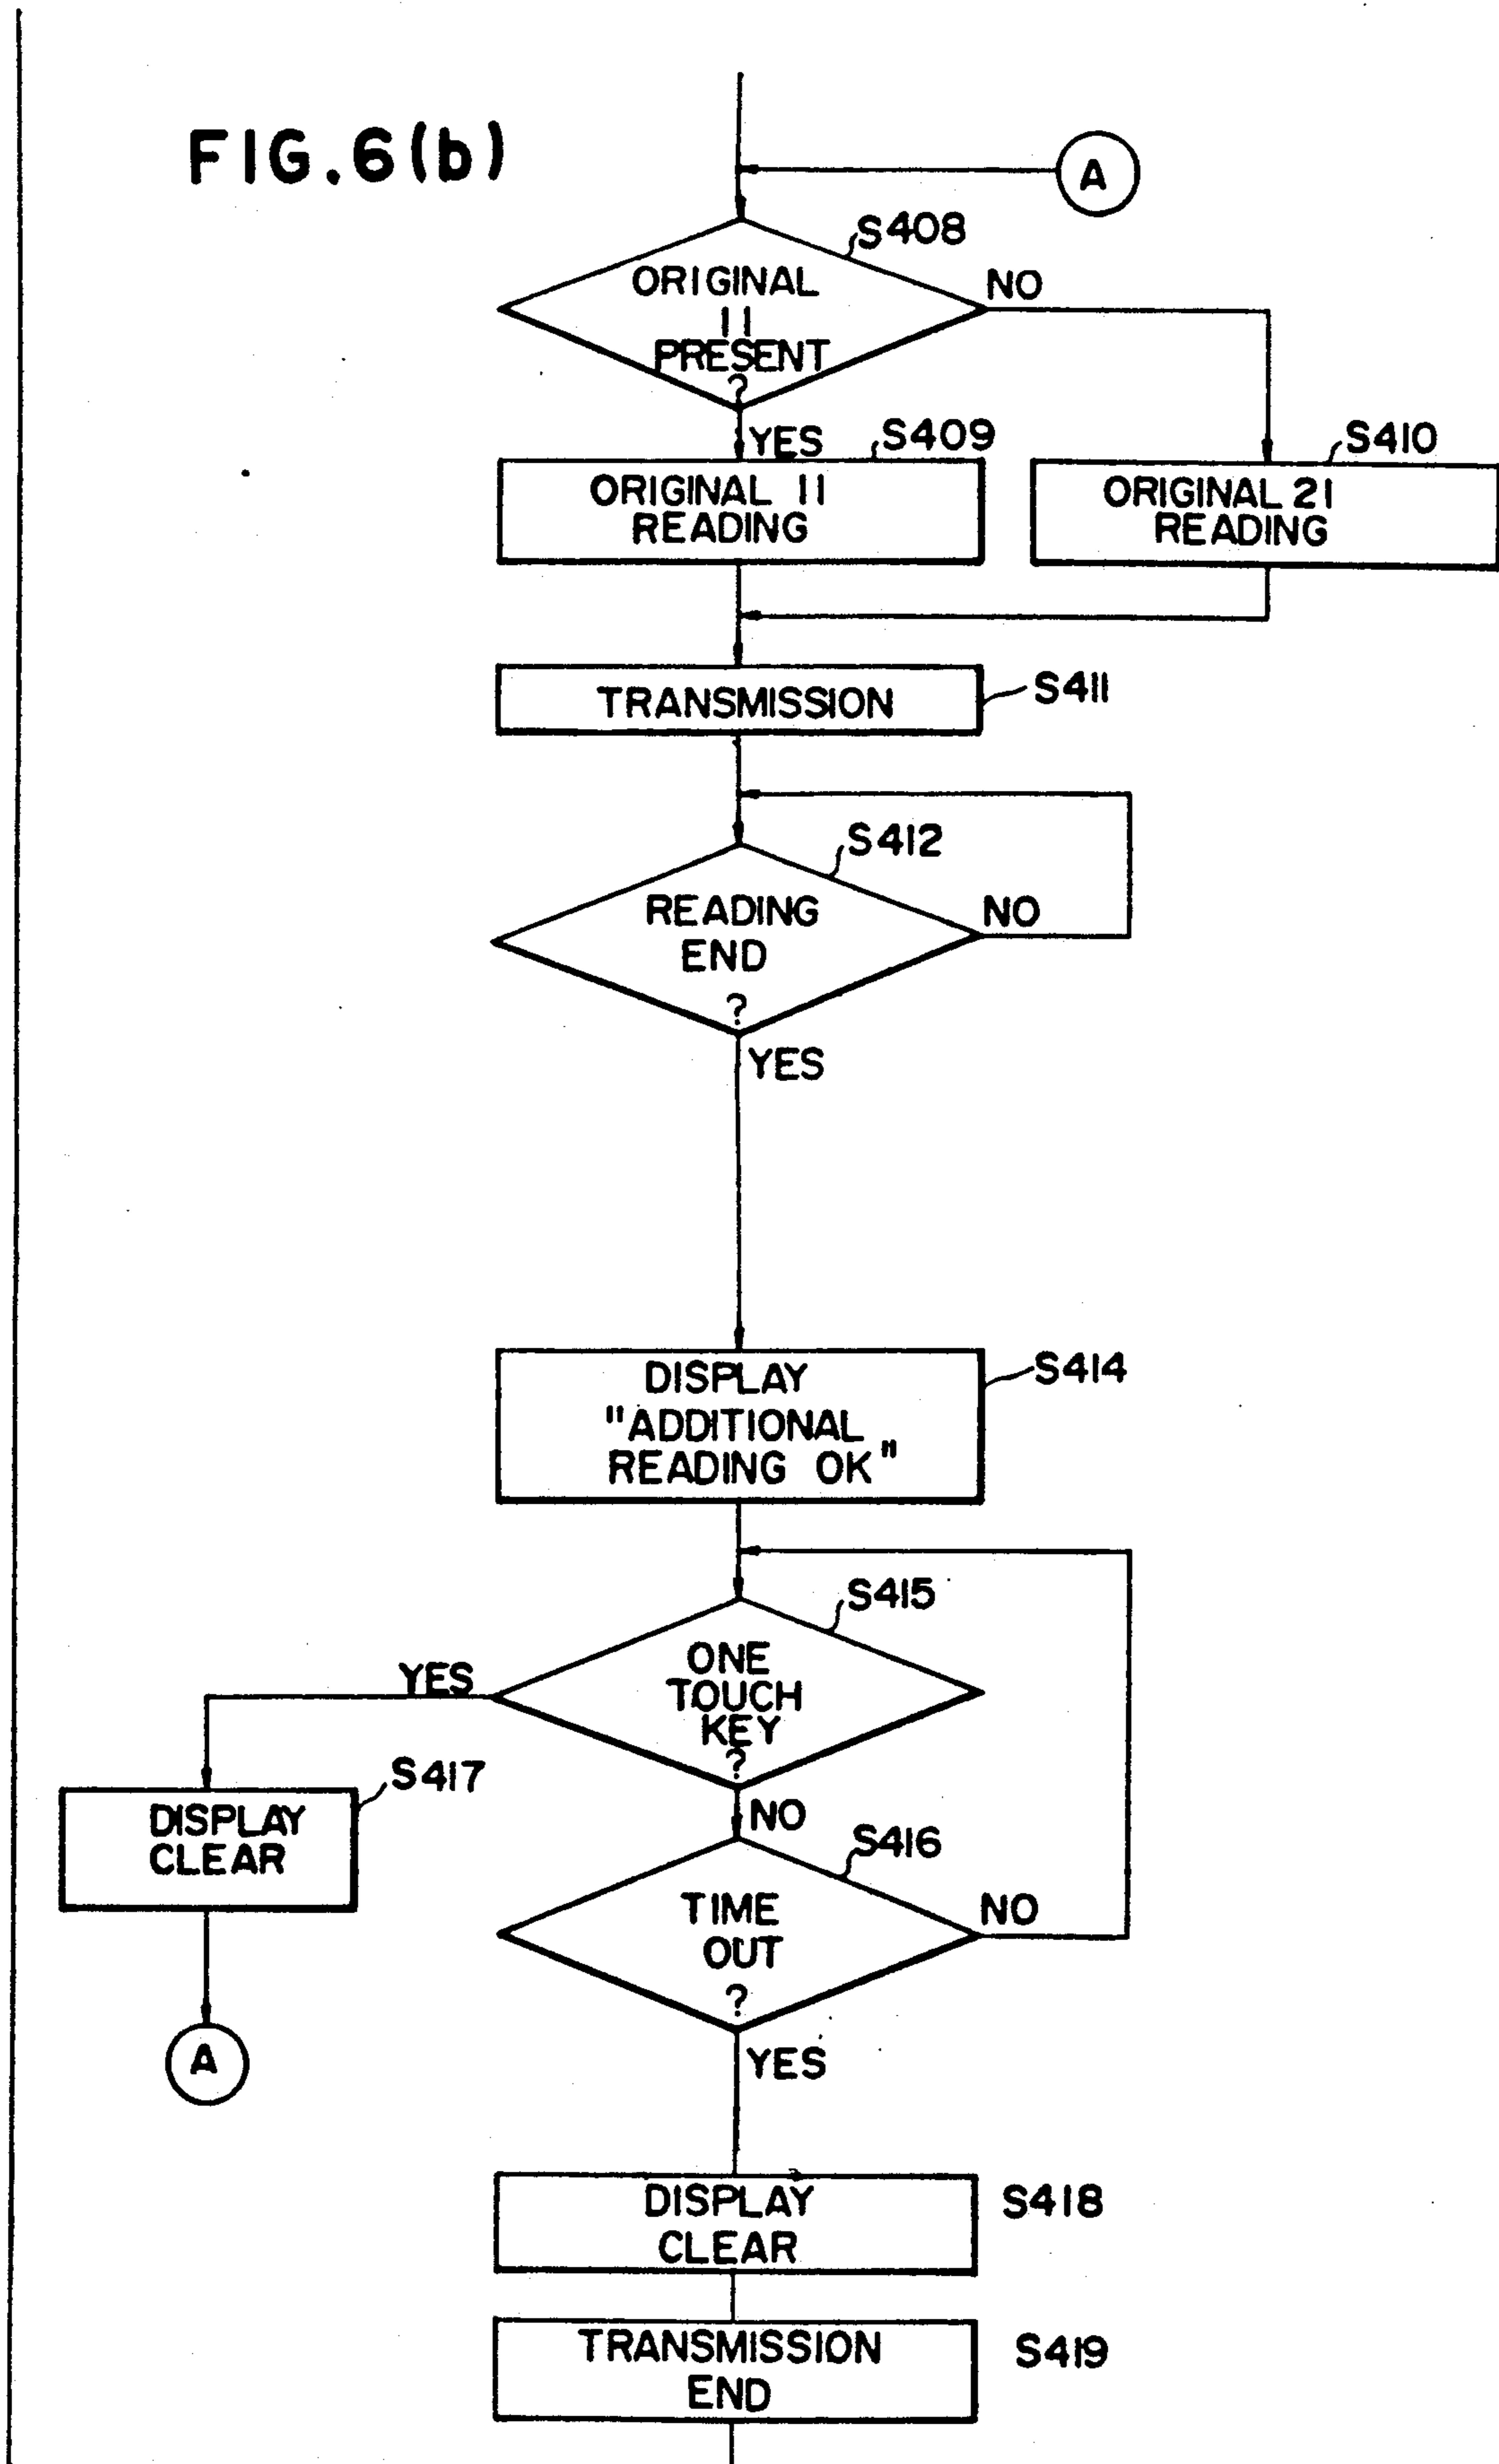 FIG.6(b)
A
S408
ORIGINAL
11
PRESENT
?
NO
YES
S409
S410
ORIGINAL 11
READING
ORIGINAL 21
READING
TRANSMISSION
S411
S412
READING
END
?
NO
YES
DISPLAY
"ADDITIONAL
READING OK"
S414
S415
ONE
TOUCH
KEY
?
YES
NO
S417
DISPLAY
CLEAR
S416
TIME
OUT
?
NO
A
YES
DISPLAY
CLEAR
S418
TRANSMISSION
END
S419